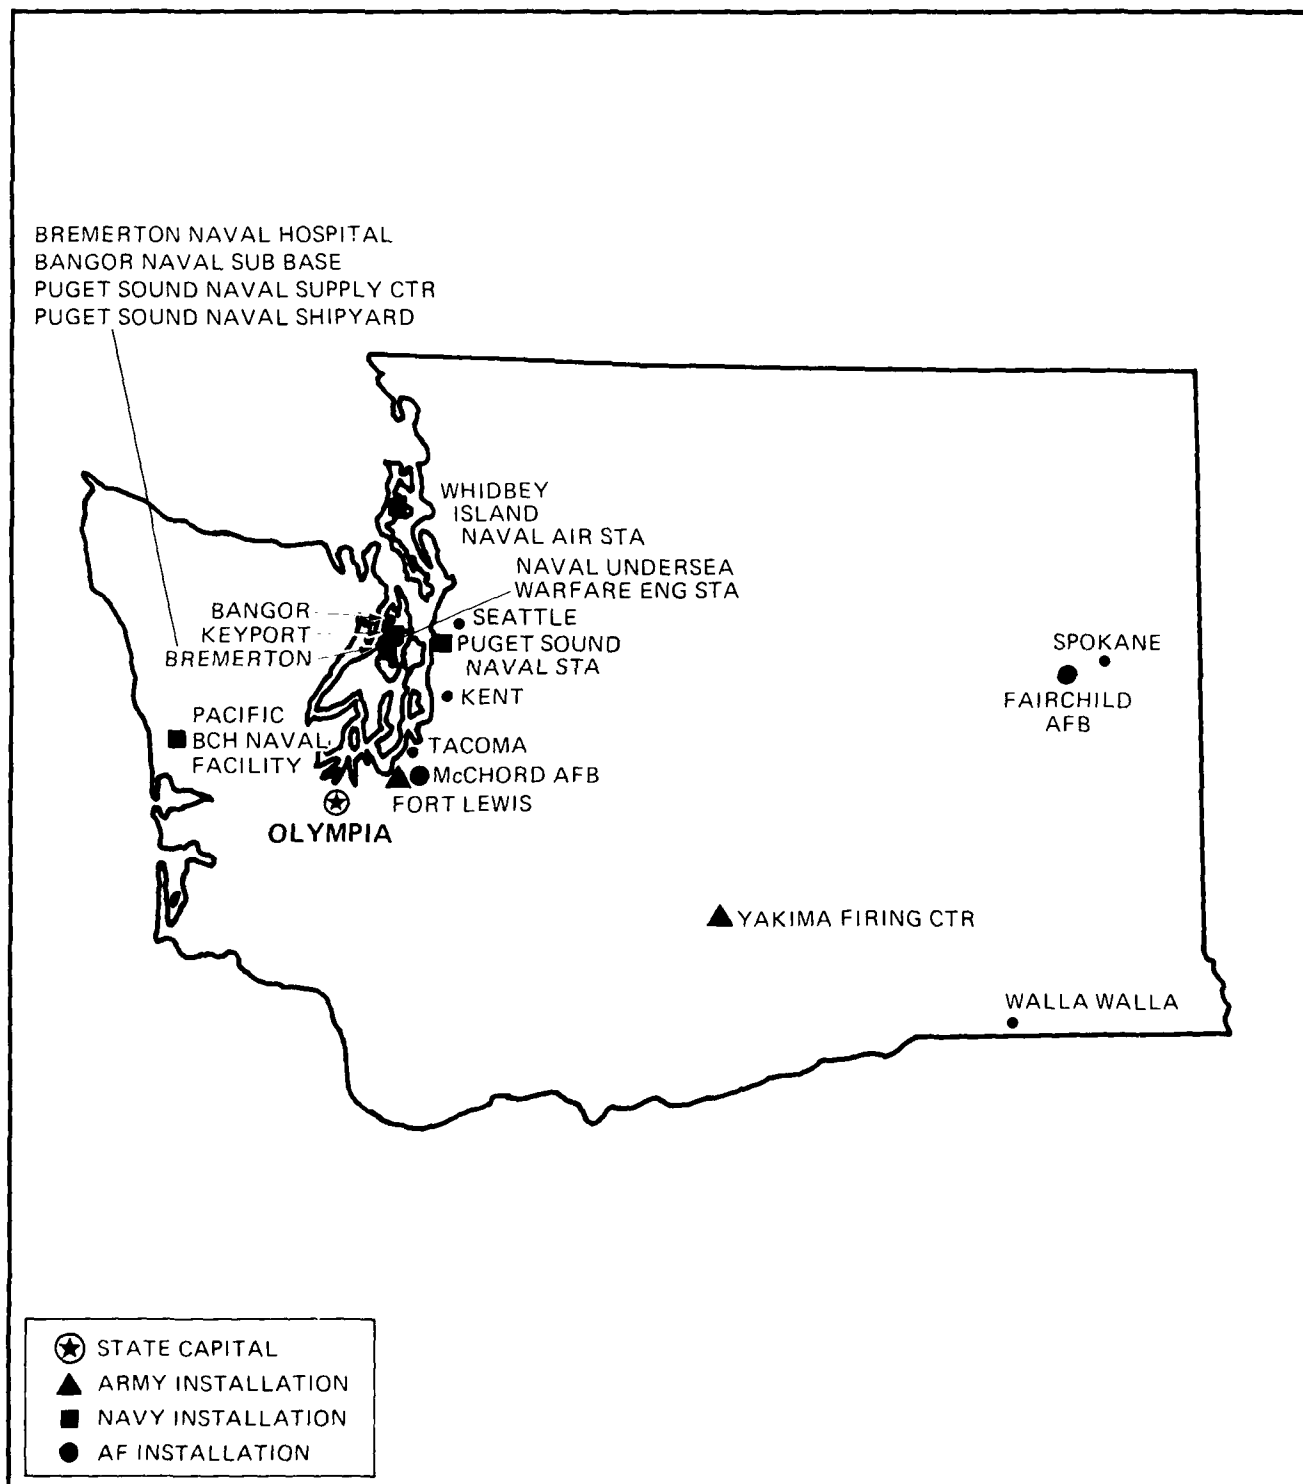 BREMERTON NAVAL HOSPITAL
BANGOR NAVAL SUB BASE
PUGET SOUND NAVAL SUPPLY CTR
PUGET SOUND NAVAL SHIPYARD
WHIDBEY
ISLAND
NAVAL AIR STA
NAVAL UNDERSEA
WARFARE ENG STA
BANGOR
KEYPORT
BREMERTON
SEATTLE
PUGET SOUND
NAVAL STA
KENT
SPOKANE
FAIRCHILD
AFB
PACIFIC
BCH NAVAL
FACILITY
TACOMA
McCHORD AFB
FORT LEWIS
OLYMPIA
YAKIMA FIRING CTR
WALLA WALLA
STATE CAPITAL
ARMY INSTALLATION
NAVY INSTALLATION
AF INSTALLATION